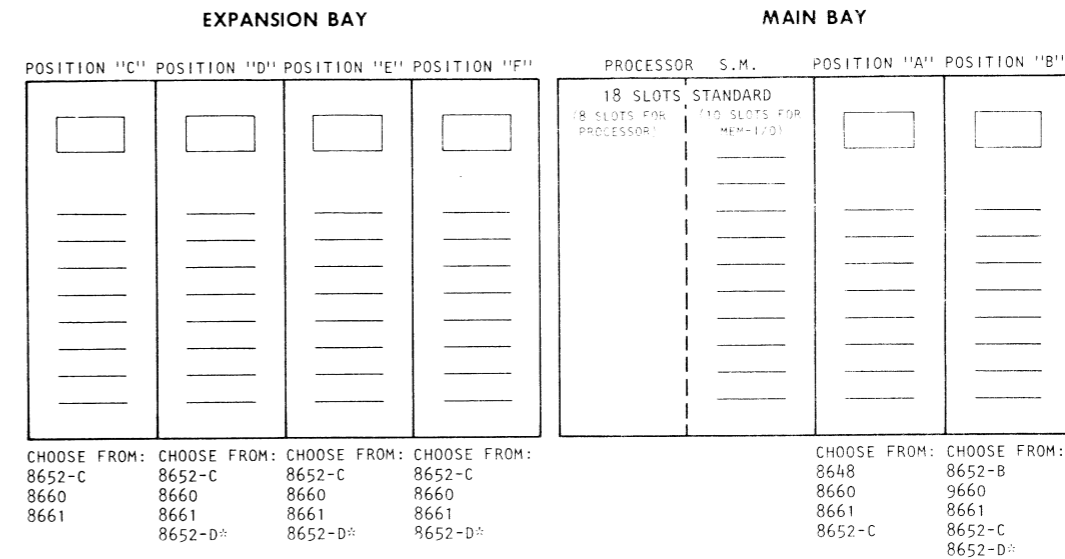 EXPANSION BAY
MAIN BAY
POSITION "C" POSITION "D" POSITION "E" POSITION "F"
PROCESSOR S.M. POSITION "A" POSITION "B"
18 SLOTS STANDARD
(8 SLOTS FOR PROCESSOR)
(10 SLOTS FOR MEM-I/O)
CHOOSE FROM: CHOOSE FROM: CHOOSE FROM: CHOOSE FROM:
8652-C 8652-C 8652-C 8652-C
8660 8660 8660 8660
8661 8661 8661 8661
8652-D* 8652-D* 8652-D*
CHOOSE FROM: CHOOSE FROM:
8648 8652-B
8660 9660
8661 8661
8652-C 8652-C
8652-D*